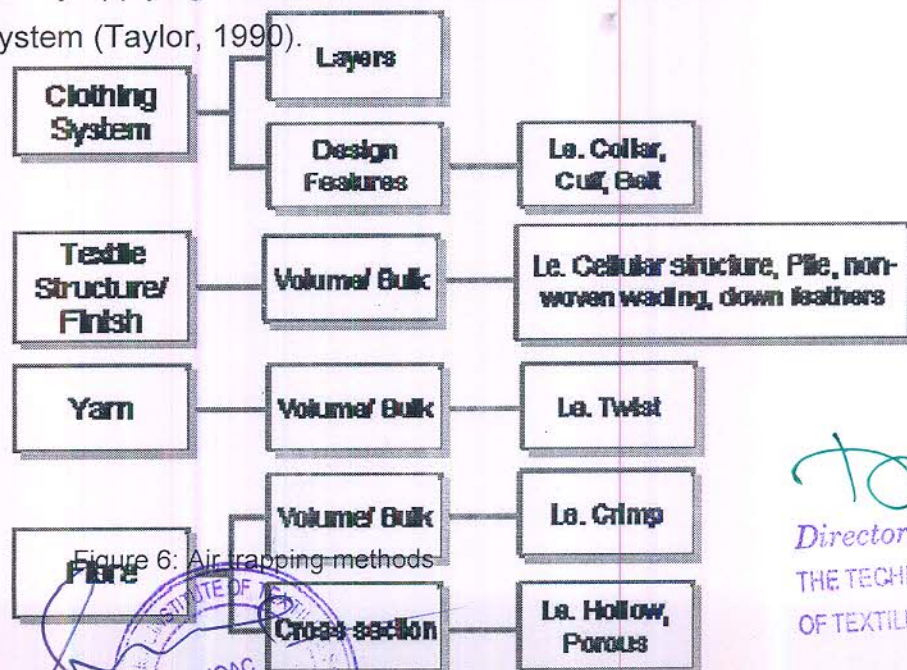 ystem (Taylor, 1990).
Layers
Clothing
System
Design
Features
I.e. Collar,
Cuff, Belt
Textile
Structure/
Finish
Volume/ Bulk
I.e. Cellular structure, Pile, non-
woven wading, down feathers
Yarn
Volume/ Bulk
I.e. Twist
Fibre
Volume/ Bulk
I.e. Crimp
Figure 6: Air trapping methods
Cross section
I.e. Hollow,
Porous
Director
THE TECH
OF TEXTIL